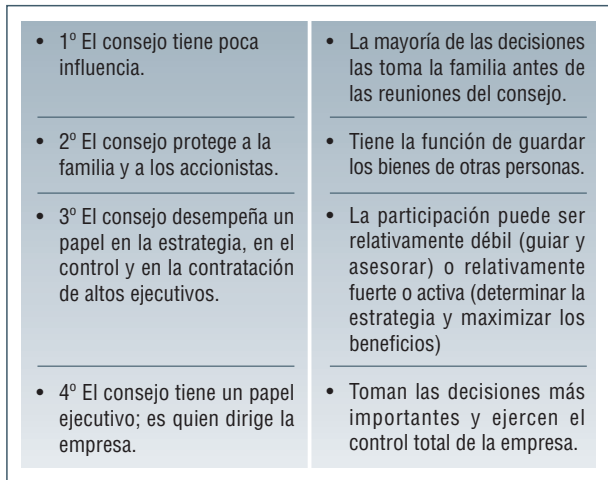 • 1º El consejo tiene poca
influencia.
• La mayoría de las decisiones
las toma la familia antes de
las reuniones del consejo.
• 2º El consejo protege a la
familia y a los accionistas.
• Tiene la función de guardar
los bienes de otras personas.
• 3º El consejo desempeña un
papel en la estrategia, en el
control y en la contratación
de altos ejecutivos.
• La participación puede ser
relativamente débil (guiar y
asesorar) o relativamente
fuerte o activa (determinar la
estrategia y maximizar los
beneficios)
• 4º El consejo tiene un papel
ejecutivo; es quien dirige la
empresa.
• Toman las decisiones más
importantes y ejercen el
control total de la empresa.